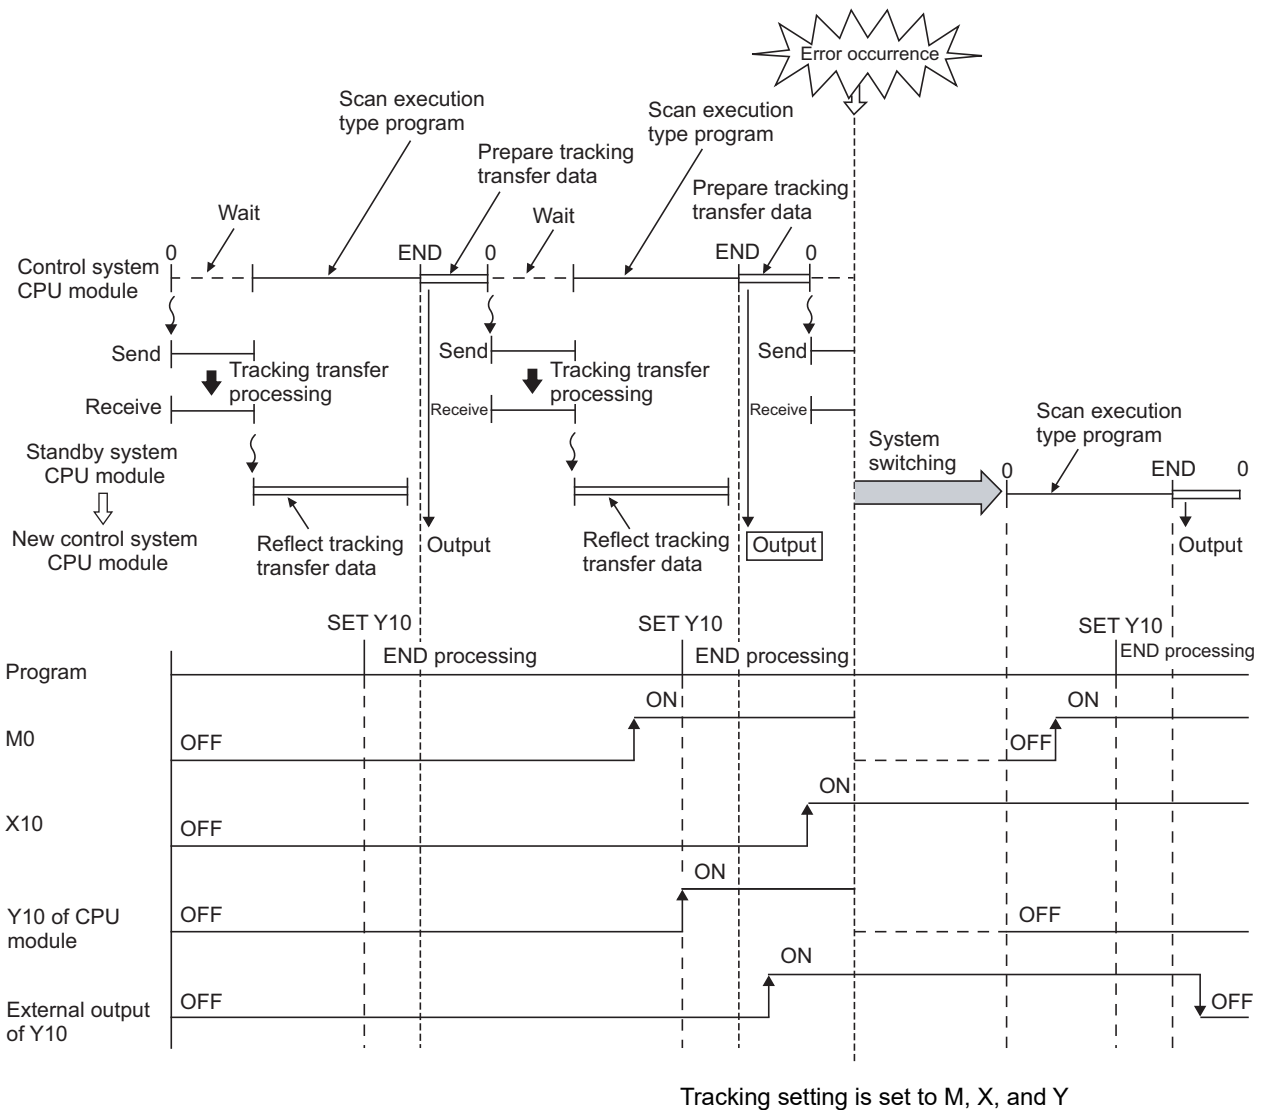 Error occurrence
Scan execution
type program
Scan execution
type program
Prepare tracking
transfer data
Prepare tracking
transfer data
Wait
Wait
0
END
0
END
0
Control system
CPU module
Send
Send
Send
Tracking transfer
processing
Tracking transfer
processing
Receive
Receive
Receive
Scan execution
type program
System
switching
Standby system
CPU module
0
END
0
New control system
CPU module
Reflect tracking
transfer data
Output
Reflect tracking
transfer data
Output
Output
SET Y10
SET Y10
SET Y10
Program
END processing
END processing
END processing
M0
OFF
ON
OFF
ON
X10
OFF
ON
Y10 of CPU
module
OFF
ON
OFF
External output
of Y10
OFF
ON
OFF
Tracking setting is set to M, X, and Y